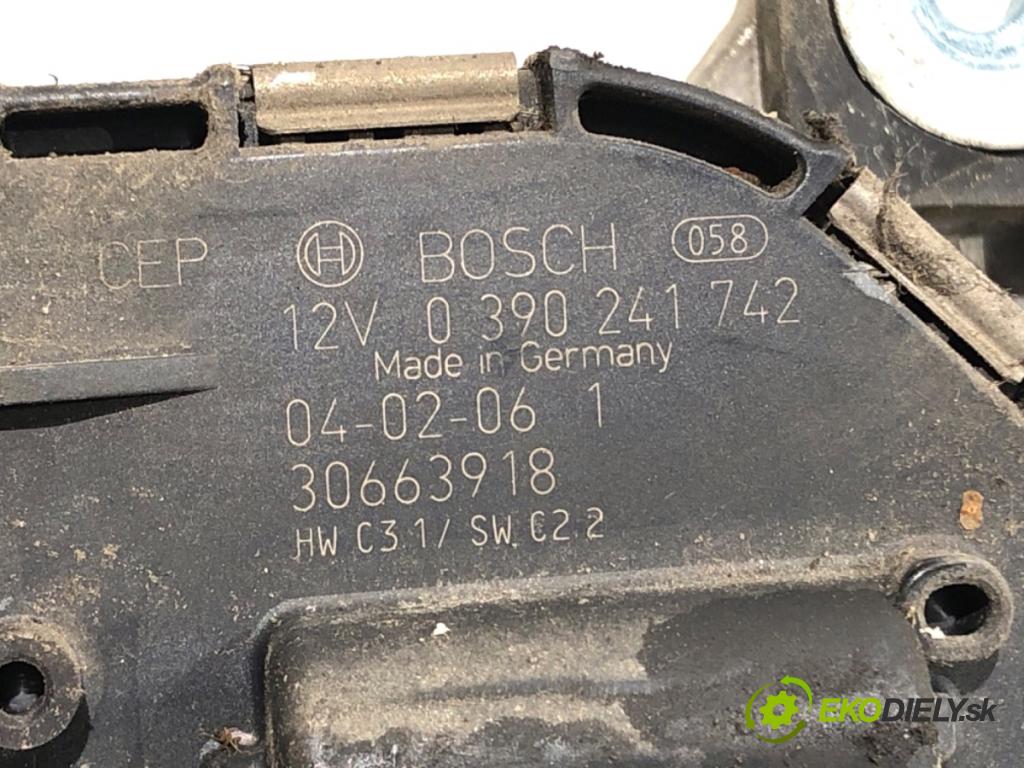 CEP BOSCH 058
12V 0 390 241 742
Made in Germany
04-02-06 1
30663918
HW C3.1/ SW C2.2
EKODIELY.sk